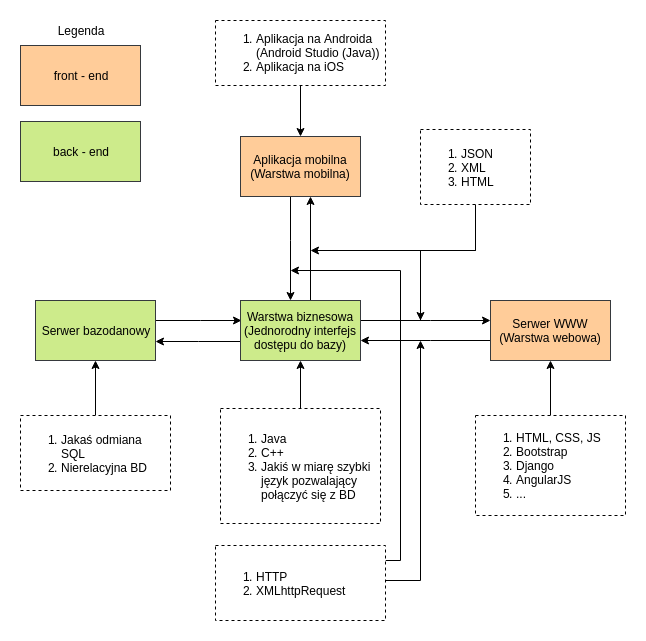 Legenda
front - end
back - end
1. Aplikacja na Androida
(Android Studio (Java))
2. Aplikacja na iOS
Aplikacja mobilna
(Warstwa mobilna)
1. JSON
2. XML
3. HTML
Serwer bazodanowy
Warstwa biznesowa
(Jednorodny interfejs
dostępu do bazy)
Serwer WWW
(Warstwa webowa)
1. Jakaś odmiana
SQL
2. Nierelacyjna BD
1. Java
2. C++
3. Jakiś w miarę szybki
język pozwalający
połączyć się z BD
1. HTML, CSS, JS
2. Bootstrap
3. Django
4. AngularJS
5. ...
1. HTTP
2. XMLhttpRequest